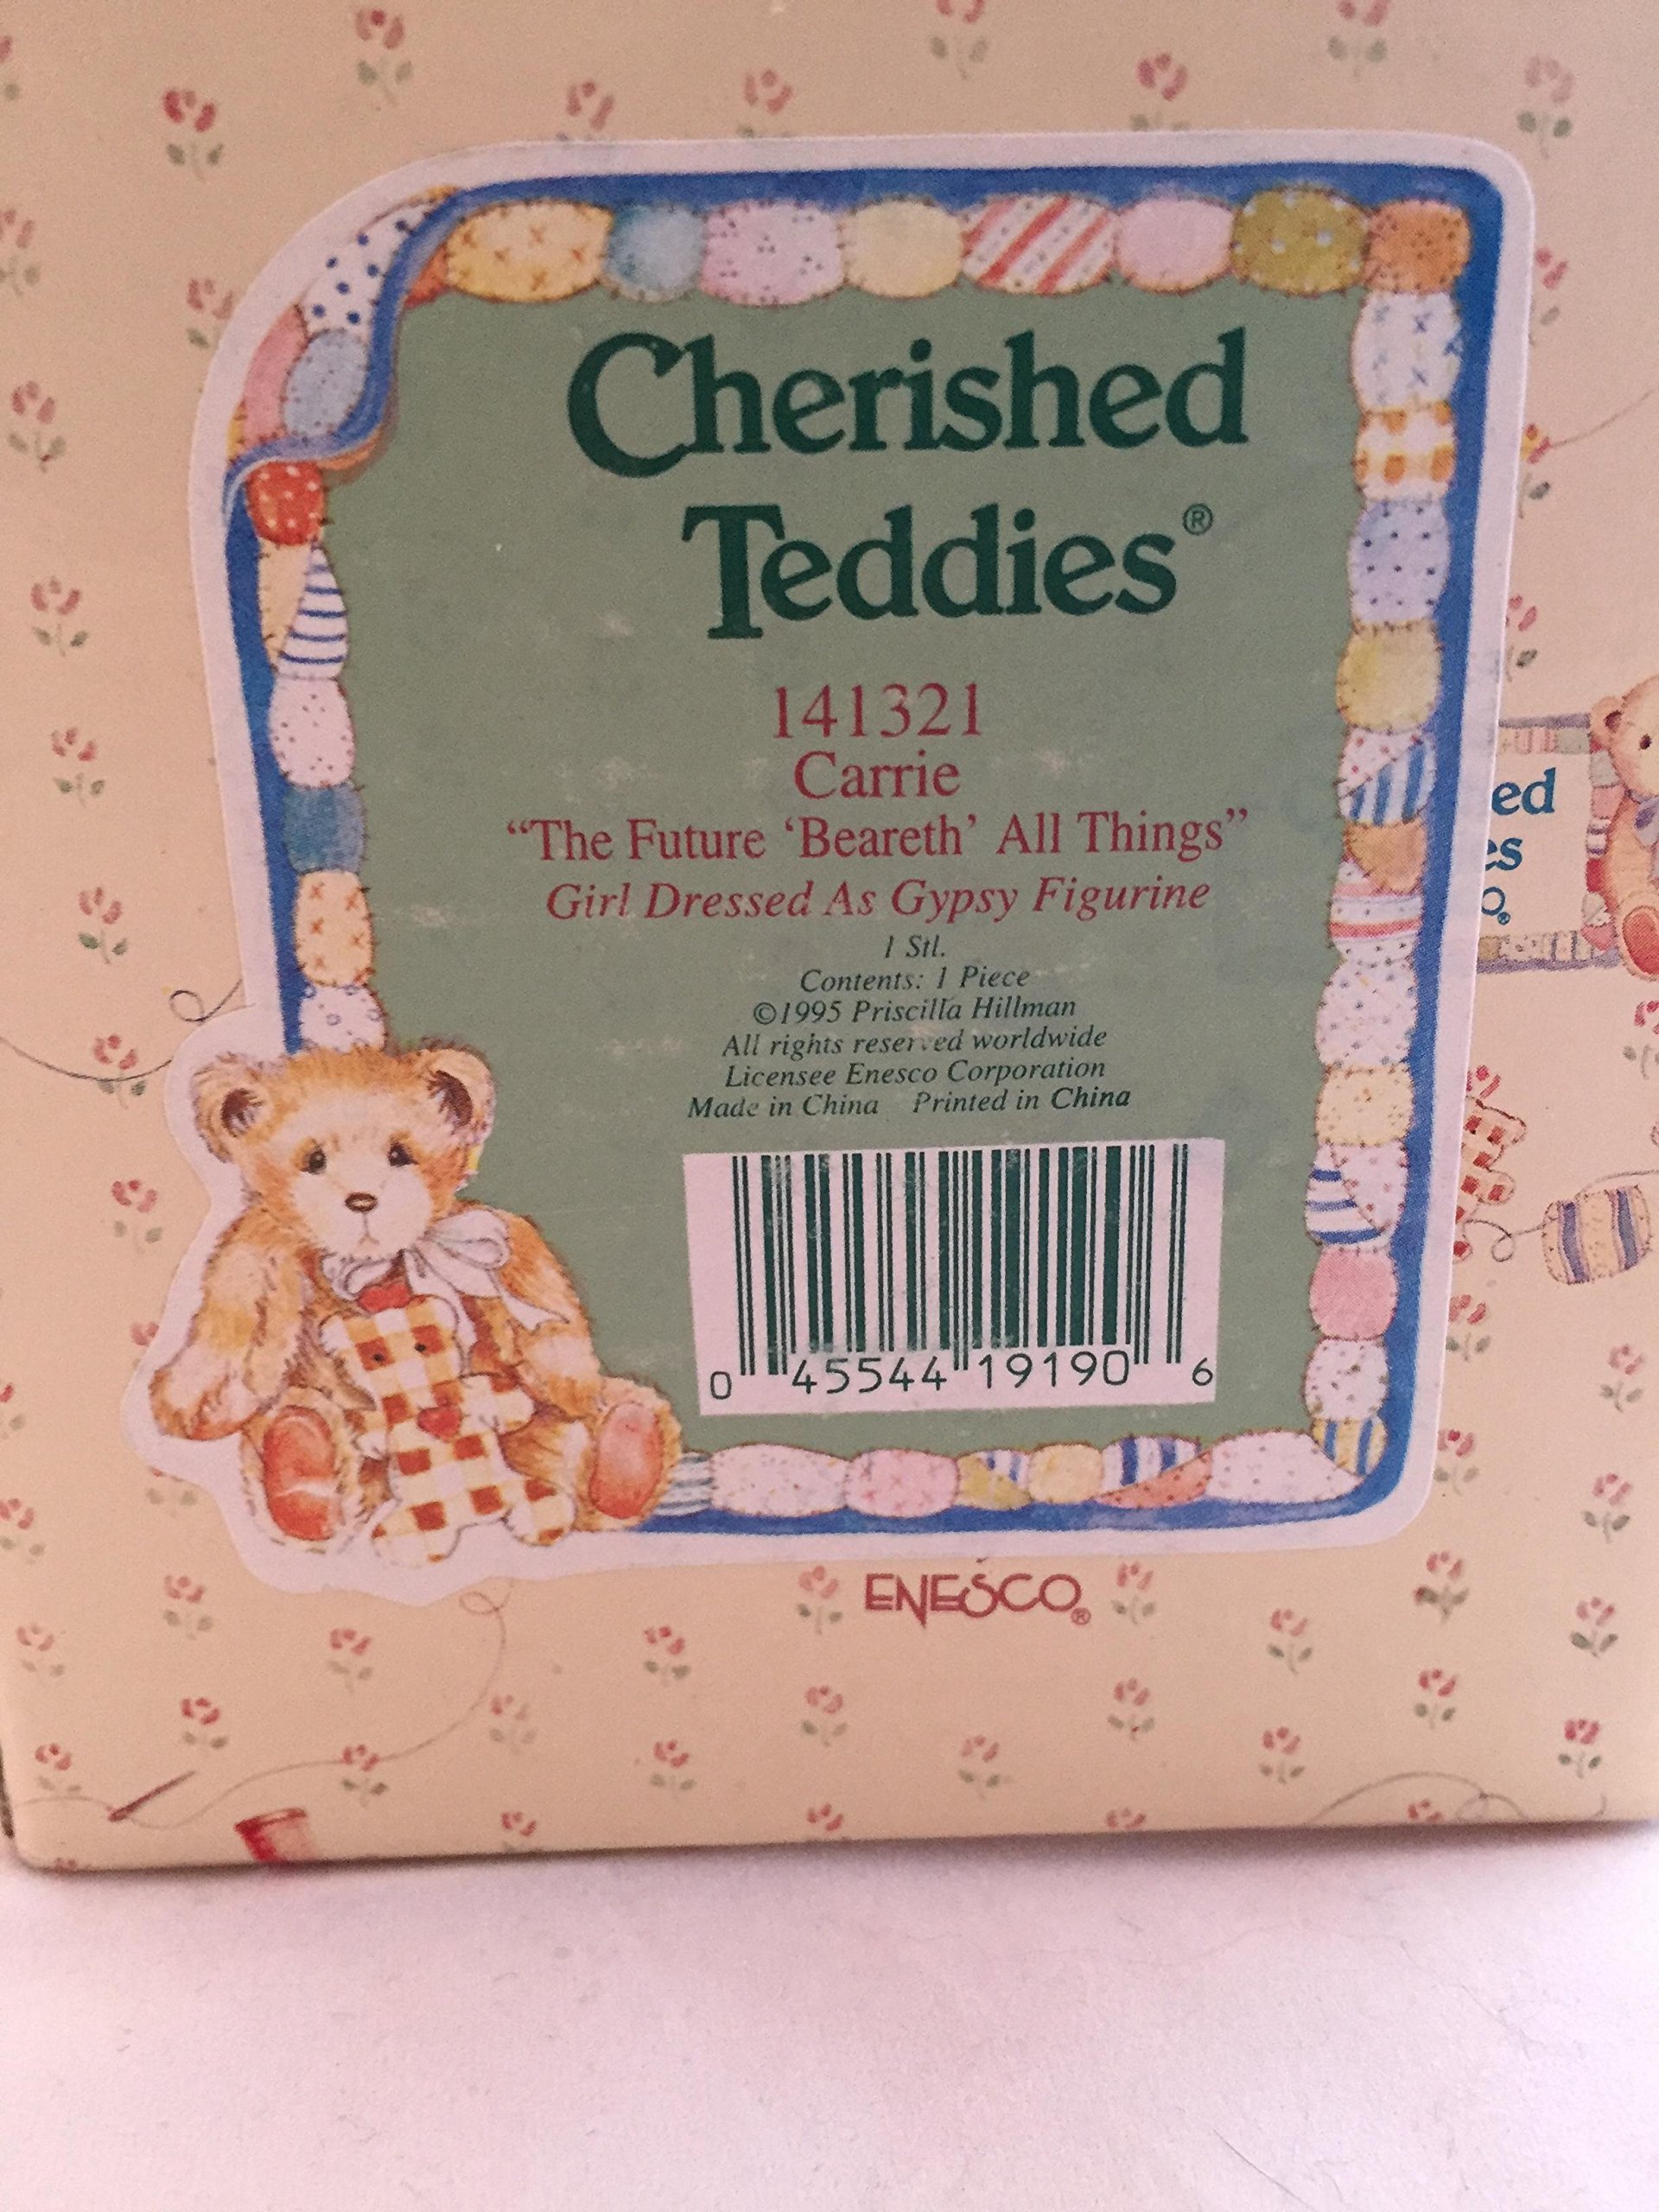 Cherished
Teddies®
141321
Carrie
“The Future ‘Beareth’ All Things”
Girl Dressed As Gypsy Figurine
1 Stl.
Contents: 1 Piece
©1995 Priscilla Hillman
All rights reserved worldwide
Licensee Enesco Corporation
Made in China Printed in China
0 45544 19190 6
ENESCO®
ed
es
O®